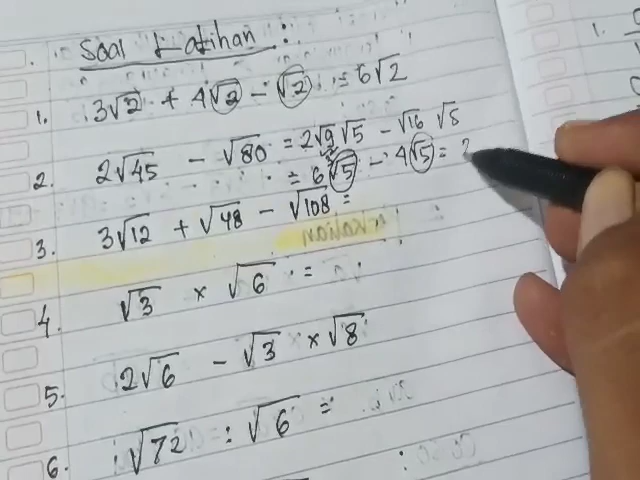 Soal Latihan :
1. 3√2 + 4√2 - √2 = 6√2
2. 2√45 - √80 = 2√9 √5 - √16 √5
= 6√5 - 4√5 =
3. 3√12 + √48 - √108 =
4. √3 × √6 =
5. 2√6 - √3 × √8
6. √72 : √6 =
1.